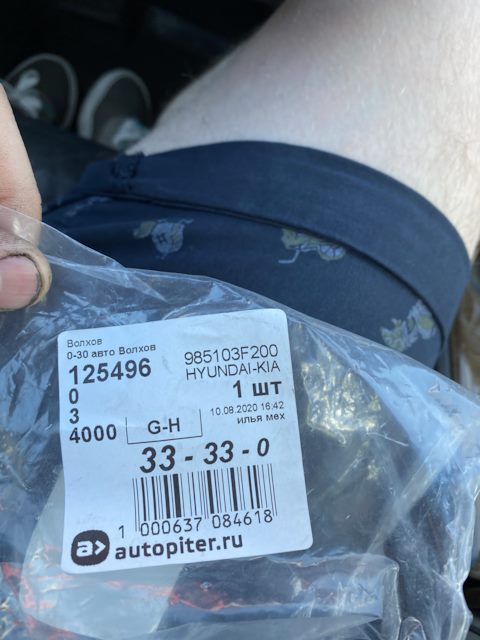 Волхов
0-30 авто Волхов
125496
0
3
4000
G-H
985103F200
HYUNDAI-KIA
1 шт
10.08.2020 16:42
илья мех
33 - 33 - 0
1 000637 084618
a> autopiter.ru